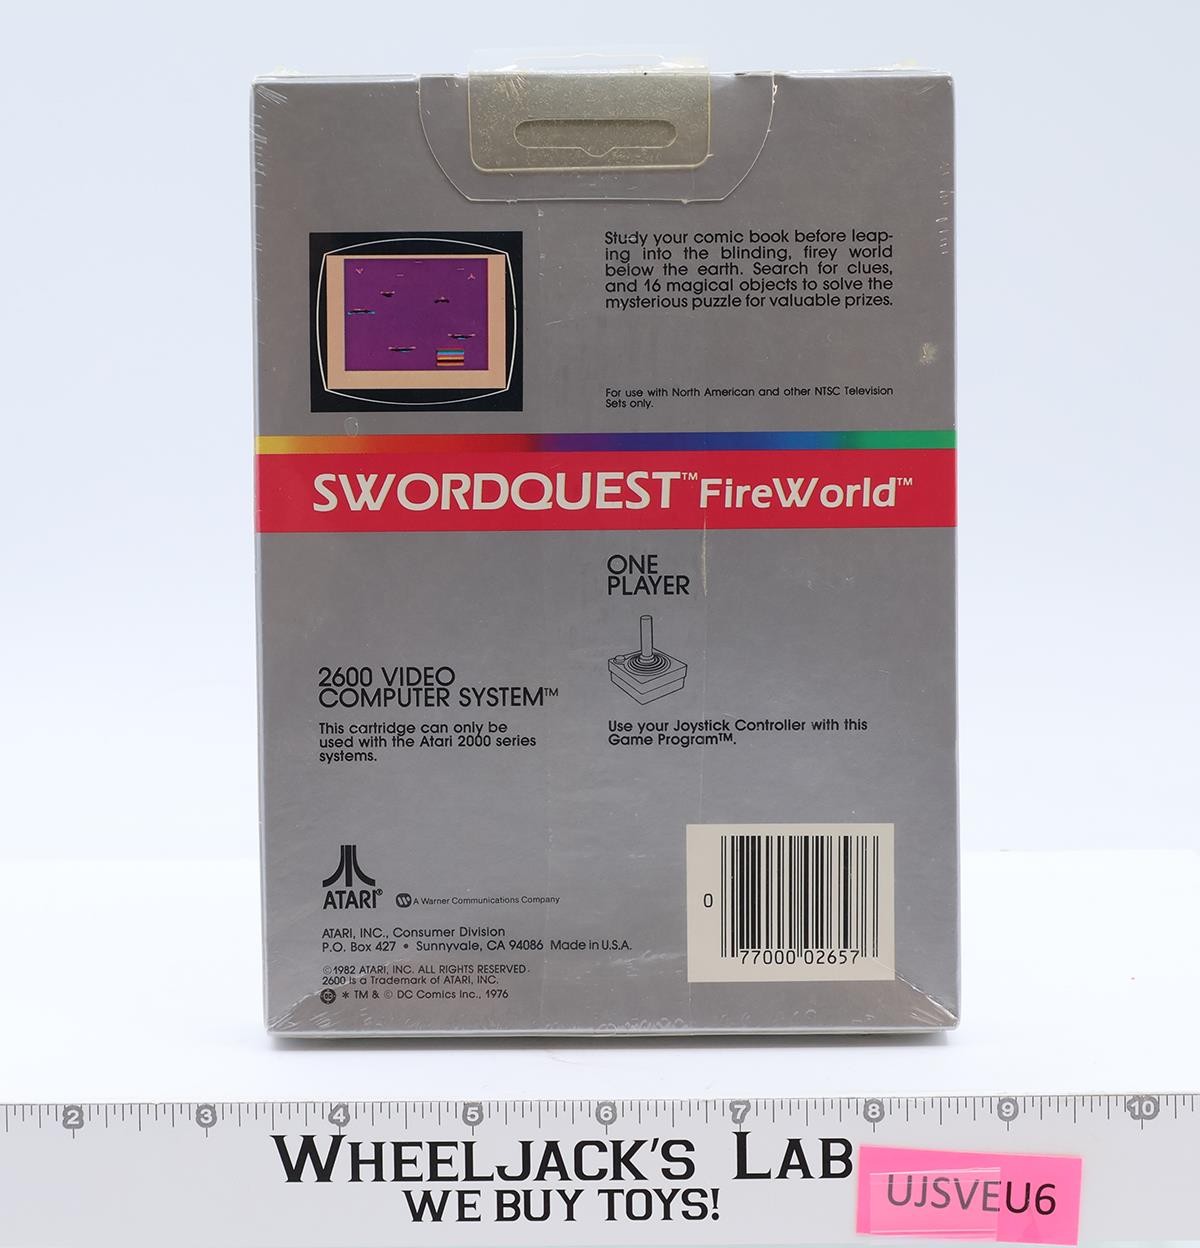 Study your comic book before leap-
ing into the blinding, firey world
below the earth. Search for clues,
and 16 magical objects to solve the
mysterious puzzle for valuable prizes.
For use with North American and other NTSC Television
Sets only.
SWORDQUEST™ FireWorld™
ONE
PLAYER
2600 VIDEO
COMPUTER SYSTEM™
This cartridge can only be
used with the Atari 2000 series
systems.
Use your Joystick Controller with this
Game Program™.
ATARI®
A Warner Communications Company
ATARI, INC., Consumer Division
P.O. Box 427 • Sunnyvale, CA 94086 Made in U.S.A.
© 1982 ATARI, INC. ALL RIGHTS RESERVED.
2600 is a Trademark of ATARI, INC.
* TM & © DC Comics Inc., 1976
0 77000 02657
2 3 4 5 6 7 8 9 10
WHEELJACK'S LAB
WE BUY TOYS!
UJSVEU6